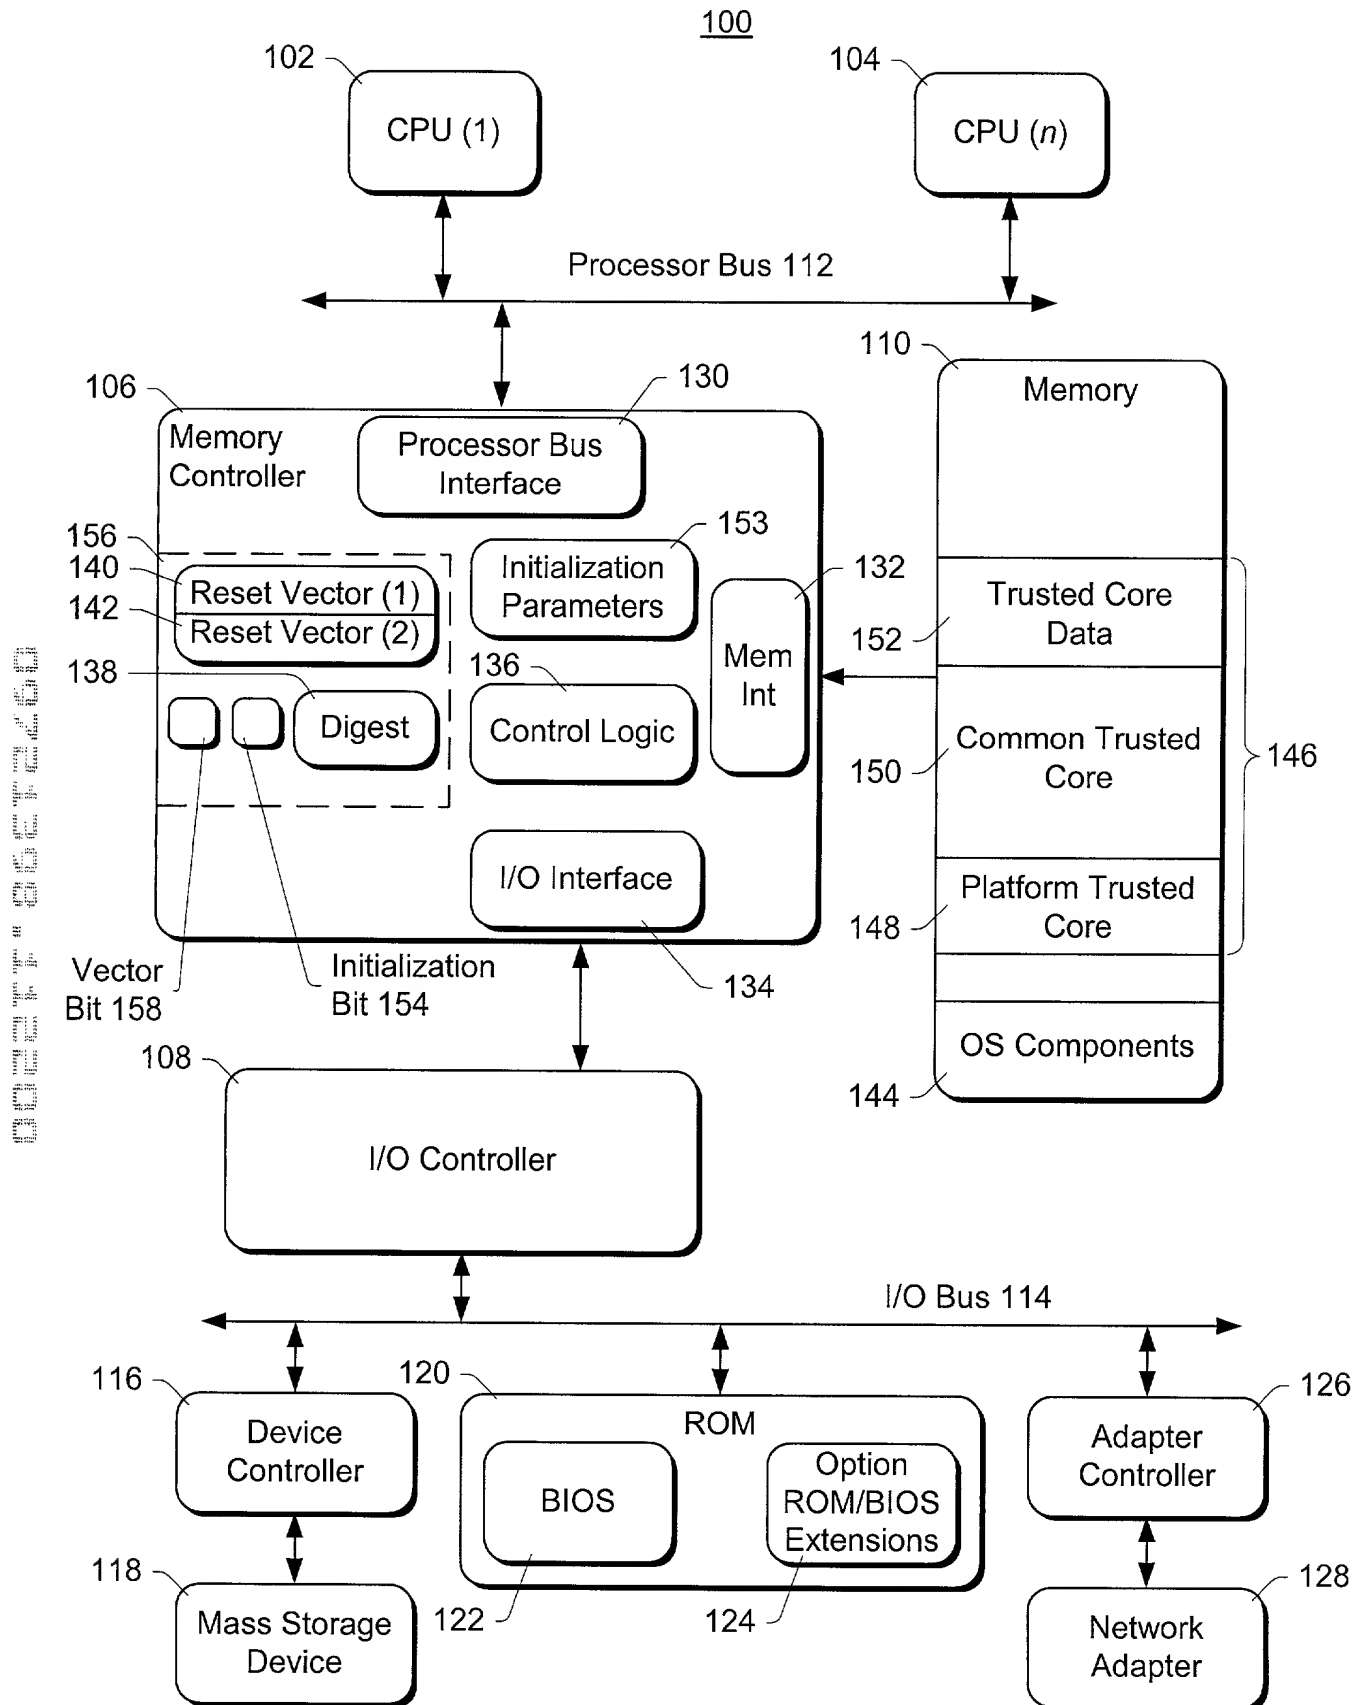 100
102
104
CPU (1)
CPU (n)
Processor Bus 112
110
Memory
106
130
Memory
Controller
Processor Bus
Interface
156
153
140
Reset Vector (1)
142
Reset Vector (2)
Initialization
Parameters
132
Trusted Core
Data
152
138
136
Mem
Int
Digest
Control Logic
Common Trusted
Core
150
146
I/O Interface
Platform Trusted
Core
148
Vector
Bit 158
Initialization
Bit 154
134
OS Components
144
108
I/O Controller
I/O Bus 114
116
120
126
Device
Controller
ROM
BIOS
Option
ROM/BIOS
Extensions
Adapter
Controller
118
122
124
128
Mass Storage
Device
Network
Adapter